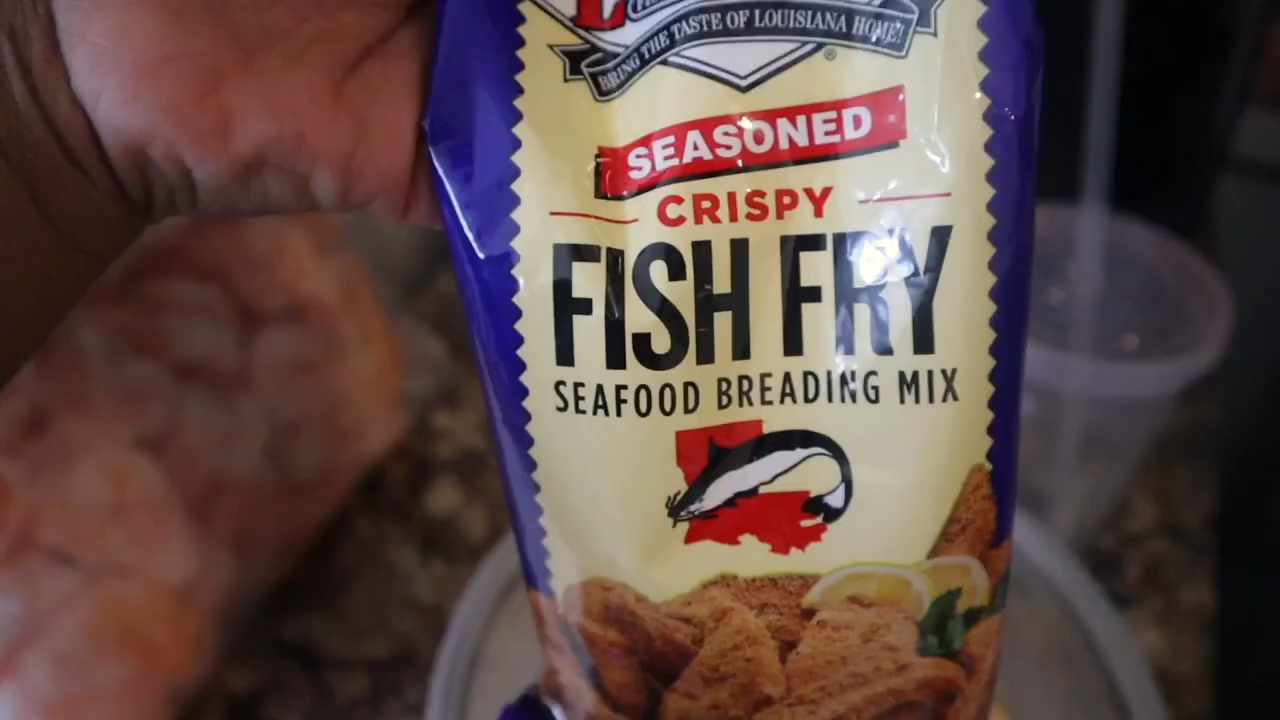 BRING THE TASTE OF LOUISIANA HOME!
®
SEASONED
CRISPY
FISH FRY
SEAFOOD BREADING MIX